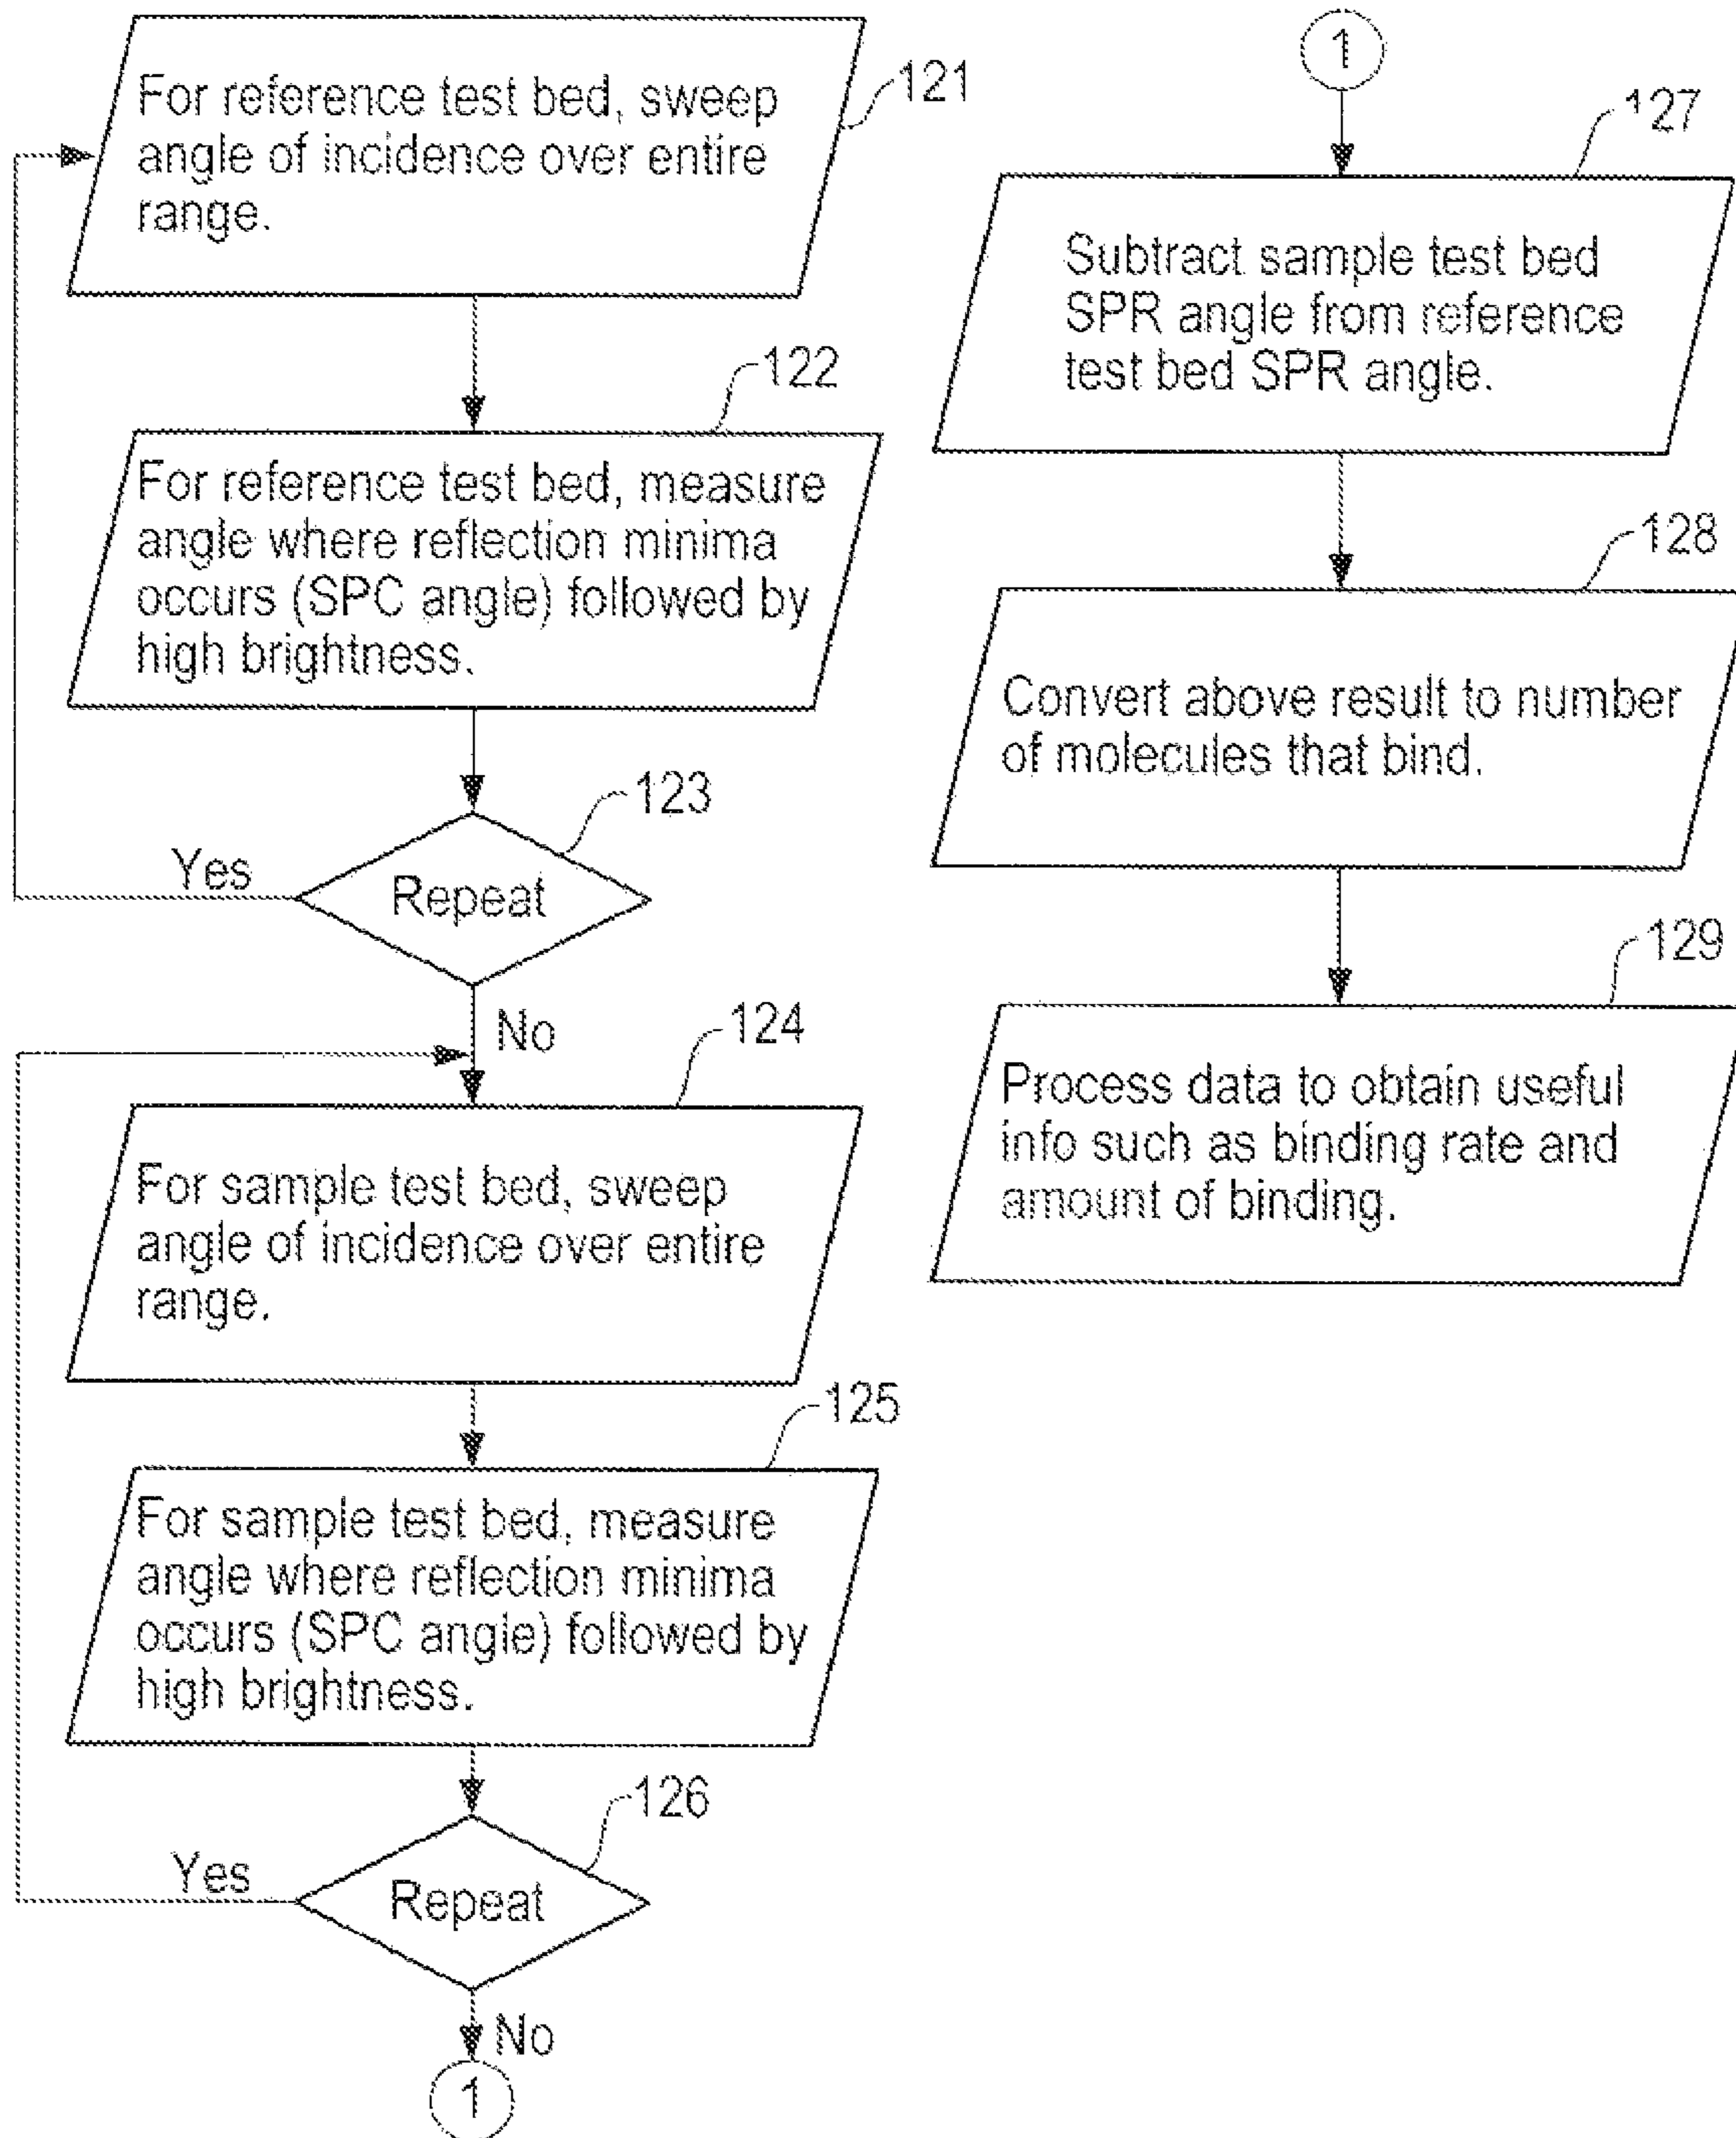 For reference test bed, sweep
angle of incidence over entire
range.
121
For reference test bed, measure
angle where reflection minima
occurs (SPC angle) followed by
high brightness.
122
Repeat
123
Yes
No
For sample test bed, sweep
angle of incidence over entire
range.
124
For sample test bed, measure
angle where reflection minima
occurs (SPC angle) followed by
high brightness.
125
Repeat
126
Yes
No
1
1
Subtract sample test bed
SPR angle from reference
test bed SPR angle.
127
Convert above result to number
of molecules that bind.
128
Process data to obtain useful
info such as binding rate and
amount of binding.
129